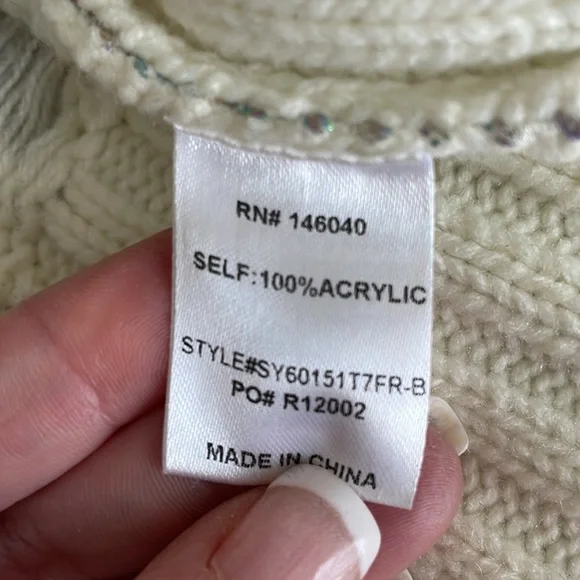 RN# 146040
SELF:100%ACRYLIC
STYLE#SY60151T7FR-B
PO# R12002
MADE IN CHINA